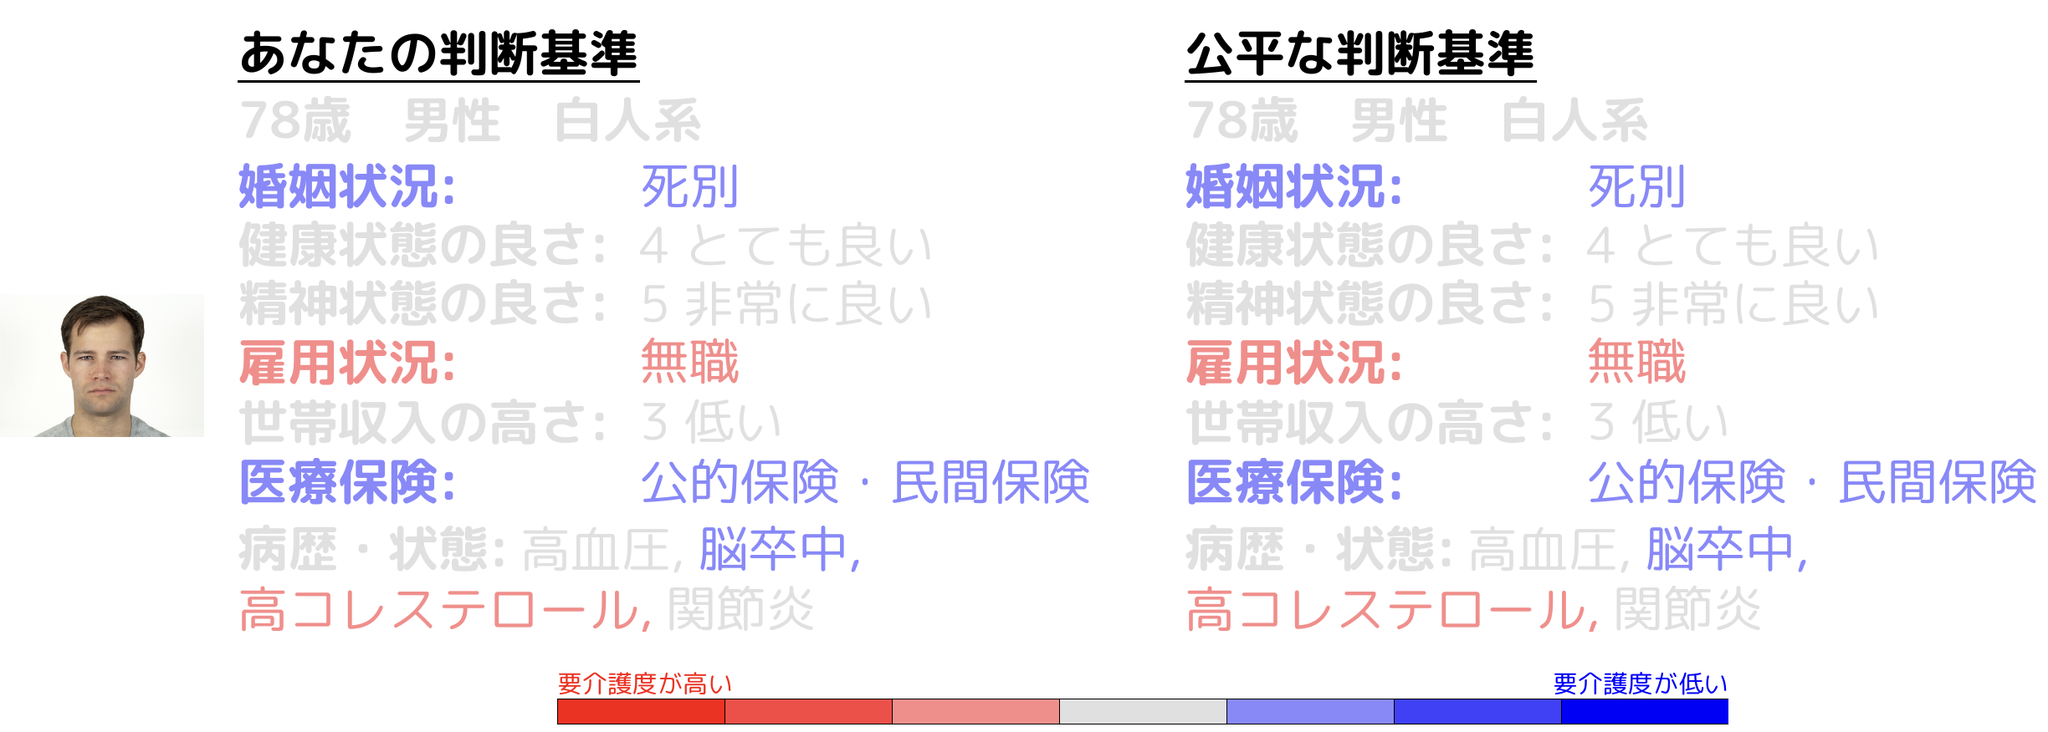 あなたの判断基準
78歳 男性 白人系
婚姻状況: 死別
健康状態の良さ: 4 とても良い
精神状態の良さ: 5 非常に良い
雇用状況: 無職
世帯収入の高さ: 3 低い
医療保険: 公的保険・民間保険
病歴・状態: 高血圧, 脳卒中,
高コレステロール, 関節炎
公平な判断基準
78歳 男性 白人系
婚姻状況: 死別
健康状態の良さ: 4 とても良い
精神状態の良さ: 5 非常に良い
雇用状況: 無職
世帯収入の高さ: 3 低い
医療保険: 公的保険・民間保険
病歴・状態: 高血圧, 脳卒中,
高コレステロール, 関節炎
要介護度が高い
要介護度が低い